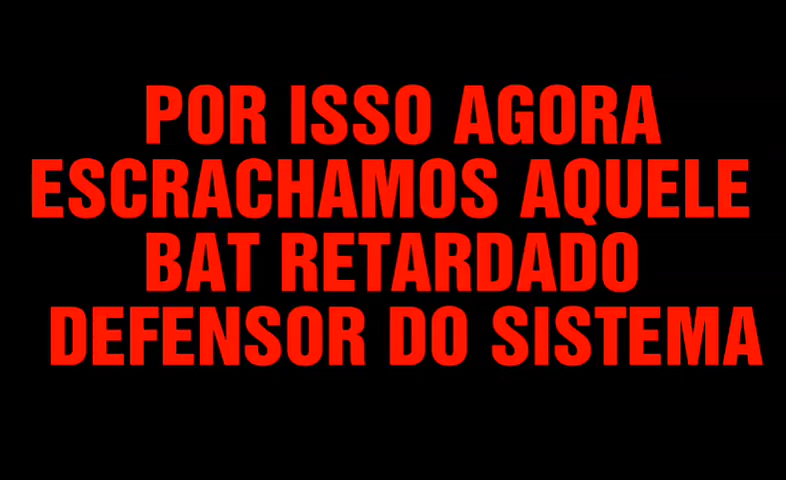 POR ISSO AGORA
ESCRACHAMOS AQUELE
BAT RETARDADO
DEFENSOR DO SISTEMA